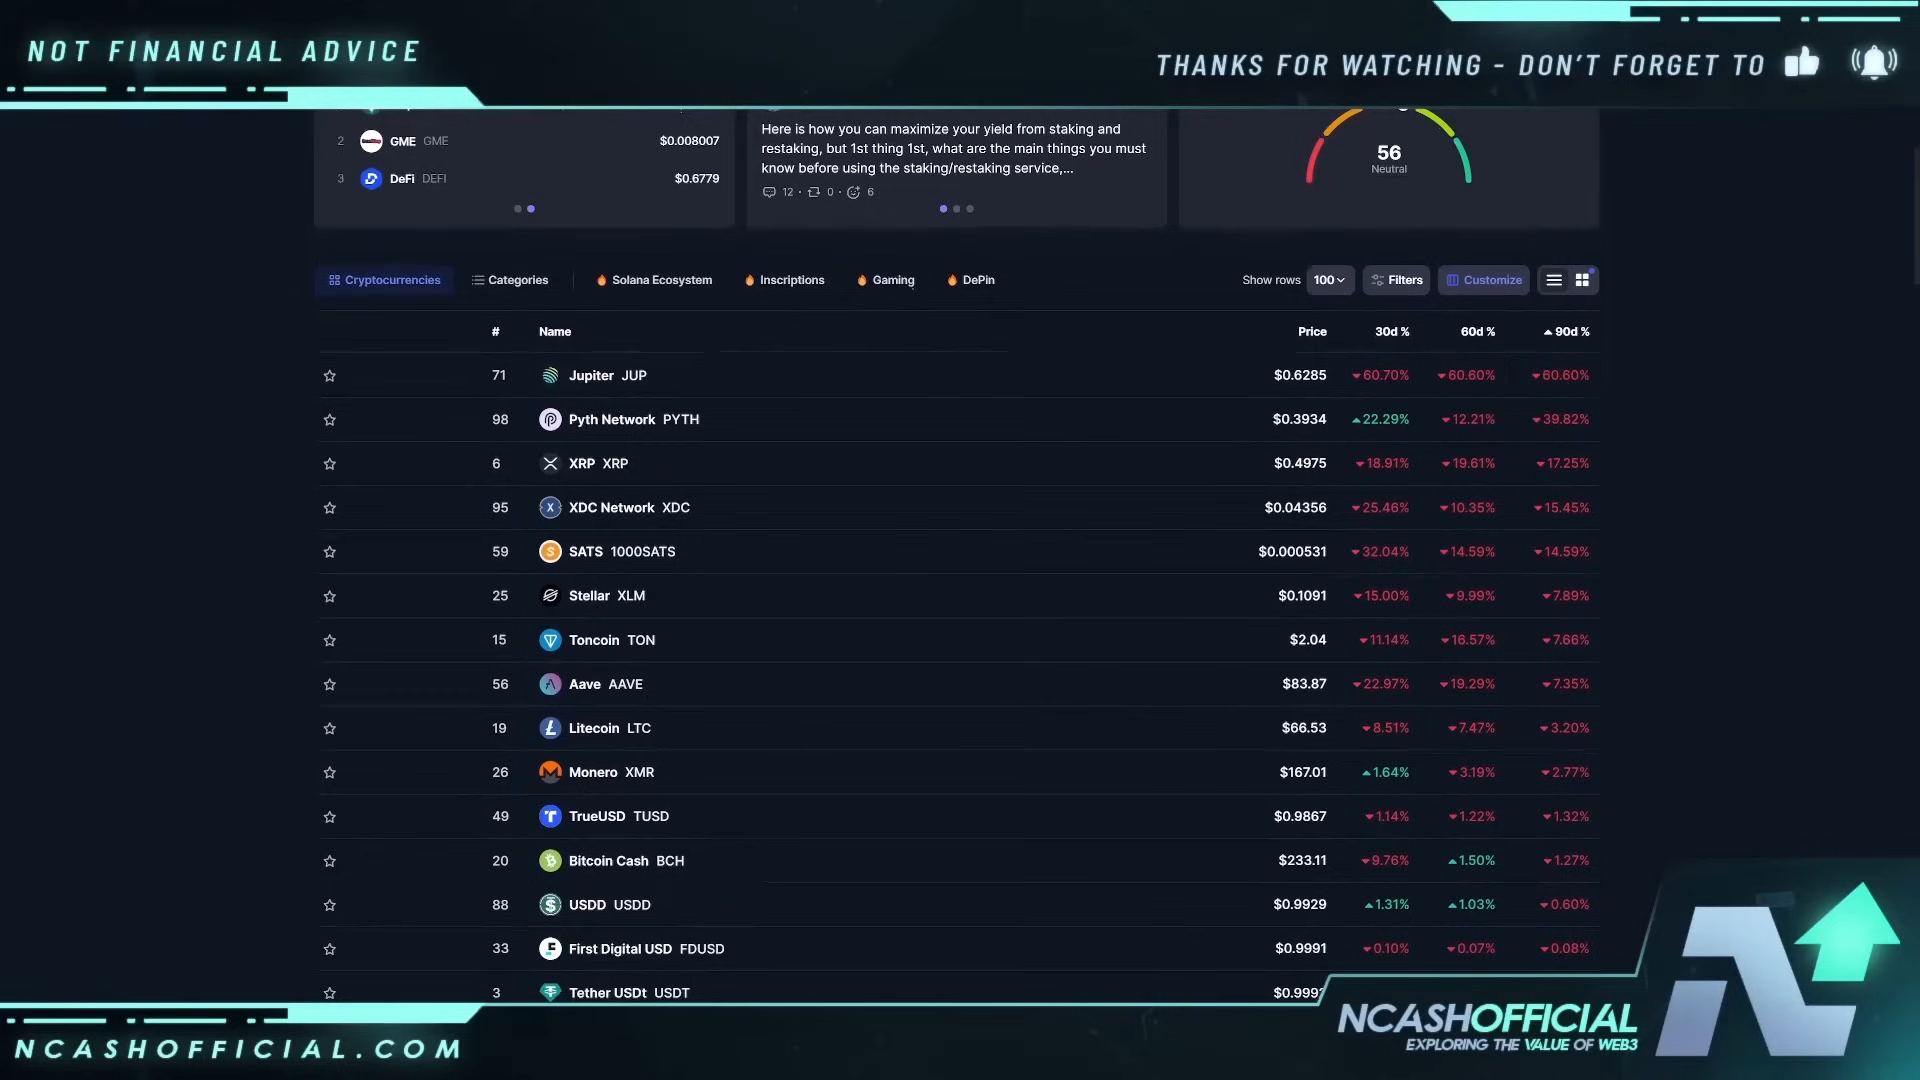 NOT FINANCIAL ADVICE
THANKS FOR WATCHING - DON'T FORGET TO
2 GME GME $0.008007
3 DeFi DEFI $0.6779
Here is how you can maximize your yield from staking and
restaking, but 1st thing 1st, what are the main things you must
know before using the staking/restaking service,...
12 · 0 · 6
56
Neutral
Cryptocurrencies Categories Solana Ecosystem Inscriptions Gaming DePin Show rows 100 Filters Customize
# Name Price 30d % 60d % 90d %
71 Jupiter JUP $0.6285 60.70% 60.60% 60.60%
98 Pyth Network PYTH $0.3934 22.29% 12.21% 39.82%
6 XRP XRP $0.4975 18.91% 19.61% 17.25%
95 XDC Network XDC $0.04356 25.46% 10.35% 15.45%
59 SATS 1000SATS $0.000531 32.04% 14.59% 14.59%
25 Stellar XLM $0.1091 15.00% 9.99% 7.89%
15 Toncoin TON $2.04 11.14% 16.57% 7.66%
56 Aave AAVE $83.87 22.97% 19.29% 7.35%
19 Litecoin LTC $66.53 8.51% 7.47% 3.20%
26 Monero XMR $167.01 1.64% 3.19% 2.77%
49 TrueUSD TUSD $0.9867 1.14% 1.22% 1.32%
20 Bitcoin Cash BCH $233.11 9.76% 1.50% 1.27%
88 USDD USDD $0.9929 1.31% 1.03% 0.60%
33 First Digital USD FDUSD $0.9991 0.10% 0.07% 0.08%
3 Tether USDt USDT
NCASHOFFICIAL
EXPLORING THE VALUE OF WEB3
NCASHOFFICIAL.COM